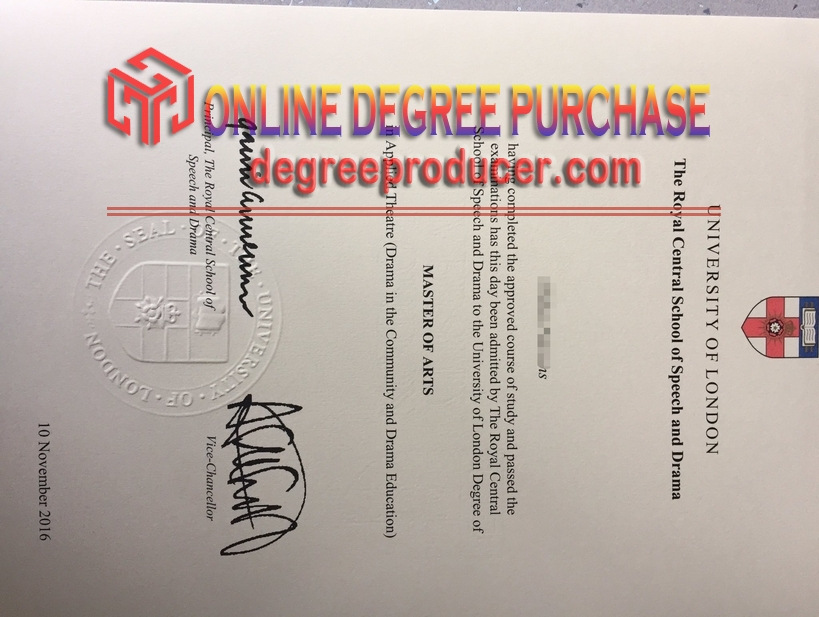 ONLINE DEGREE PURCHASE
degreeproducer.com
UNIVERSITY OF LONDON
The Royal Central School of Speech and Drama
is
having completed the approved course of study and passed the
examinations has this day been admitted by The Royal Central
School of Speech and Drama to the University of London Degree of
MASTER OF ARTS
in Applied Theatre (Drama in the Community and Drama Education)
Principal, The Royal Central School of
Speech and Drama
Vice-Chancellor
THE · SEAL · OF · THE · UNIVERSITY · OF · LONDON
10 November 2016